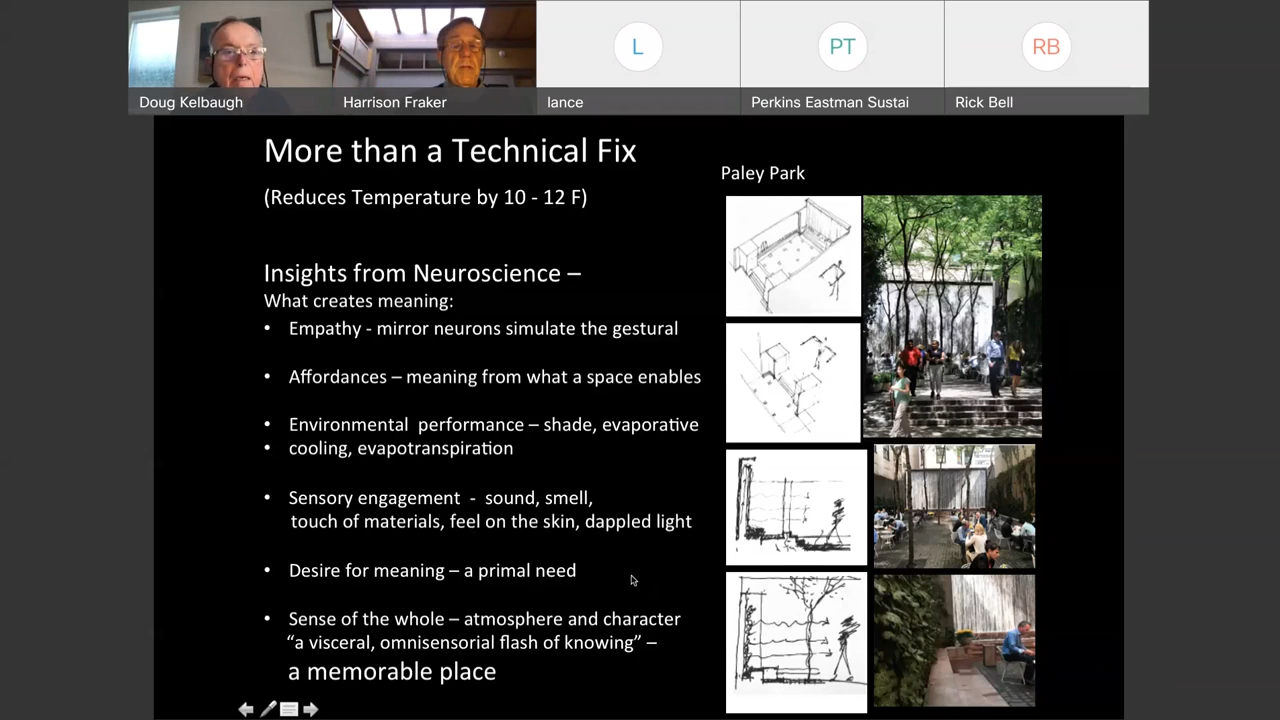 L
PT
RB
Doug Kelbaugh
Harrison Fraker
lance
Perkins Eastman Sustai
Rick Bell
More than a Technical Fix
(Reduces Temperature by 10 - 12 F)
Paley Park
Insights from Neuroscience –
What creates meaning:
• Empathy - mirror neurons simulate the gestural
• Affordances – meaning from what a space enables
• Environmental performance – shade, evaporative
• cooling, evapotranspiration
• Sensory engagement - sound, smell,
touch of materials, feel on the skin, dappled light
• Desire for meaning – a primal need
• Sense of the whole – atmosphere and character
“a visceral, omnisensorial flash of knowing” –
a memorable place